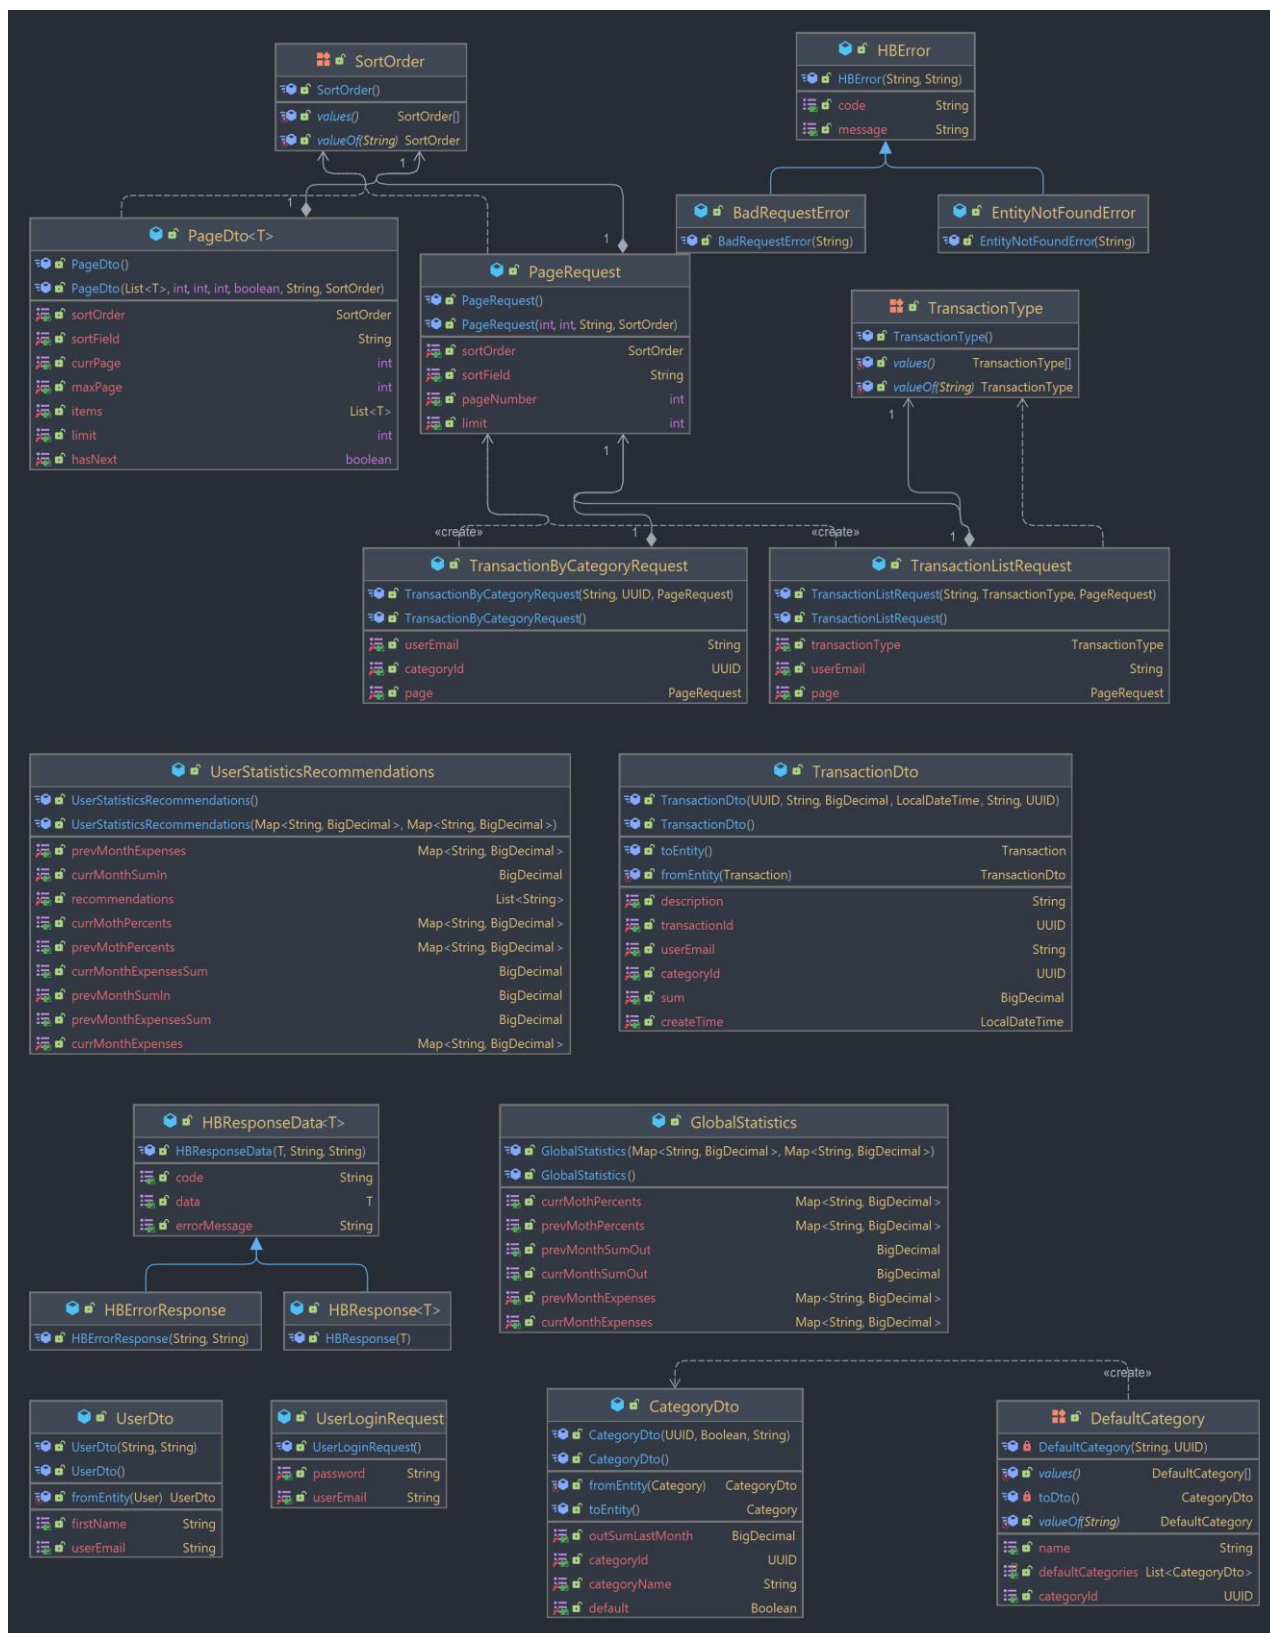 SortOrder
SortOrder()
values() SortOrder[]
valueOf(String) SortOrder
HBError
HBError(String, String)
code String
message String
1
1
1
BadRequestError
BadRequestError(String)
EntityNotFoundError
EntityNotFoundError(String)
PageDto<T>
PageDto()
PageDto(List<T>, int, int, int, boolean, String, SortOrder)
sortOrder SortOrder
sortField String
currPage int
maxPage int
items List<T>
limit int
hasNext boolean
PageRequest
PageRequest()
PageRequest(int, int, String, SortOrder)
sortOrder SortOrder
sortField String
pageNumber int
limit int
TransactionType
TransactionType()
values() TransactionType[]
valueOf(String) TransactionType
1
1
«create»
1
«create»
1
TransactionByCategoryRequest
TransactionByCategoryRequest(String, UUID, PageRequest)
TransactionByCategoryRequest()
userEmail String
categoryId UUID
page PageRequest
TransactionListRequest
TransactionListRequest(String, TransactionType, PageRequest)
TransactionListRequest()
transactionType TransactionType
userEmail String
page PageRequest
UserStatisticsRecommendations
UserStatisticsRecommendations()
UserStatisticsRecommendations(Map<String, BigDecimal>, Map<String, BigDecimal>)
prevMonthExpenses Map<String, BigDecimal>
currMonthSumIn BigDecimal
recommendations List<String>
currMothPercents Map<String, BigDecimal>
prevMothPercents Map<String, BigDecimal>
currMonthExpensesSum BigDecimal
prevMonthSumIn BigDecimal
prevMonthExpensesSum BigDecimal
currMonthExpenses Map<String, BigDecimal>
TransactionDto
TransactionDto(UUID, String, BigDecimal, LocalDateTime, String, UUID)
TransactionDto()
toEntity() Transaction
fromEntity(Transaction) TransactionDto
description String
transactionId UUID
userEmail String
categoryId UUID
sum BigDecimal
createTime LocalDateTime
HBResponseData<T>
HBResponseData(T, String, String)
code String
data T
errorMessage String
HBErrorResponse
HBErrorResponse(String, String)
HBResponse<T>
HBResponse(T)
GlobalStatistics
GlobalStatistics(Map<String, BigDecimal>, Map<String, BigDecimal>)
GlobalStatistics()
currMothPercents Map<String, BigDecimal>
prevMothPercents Map<String, BigDecimal>
prevMonthSumOut BigDecimal
currMonthSumOut BigDecimal
prevMonthExpenses Map<String, BigDecimal>
currMonthExpenses Map<String, BigDecimal>
«create»
UserDto
UserDto(String, String)
UserDto()
fromEntity(User) UserDto
firstName String
userEmail String
UserLoginRequest
UserLoginRequest()
password String
userEmail String
CategoryDto
CategoryDto(UUID, Boolean, String)
CategoryDto()
fromEntity(Category) CategoryDto
toEntity() Category
outSumLastMonth BigDecimal
categoryId UUID
categoryName String
default Boolean
DefaultCategory
DefaultCategory(String, UUID)
values() DefaultCategory[]
toDto() CategoryDto
valueOf(String) DefaultCategory
name String
defaultCategories List<CategoryDto>
categoryId UUID